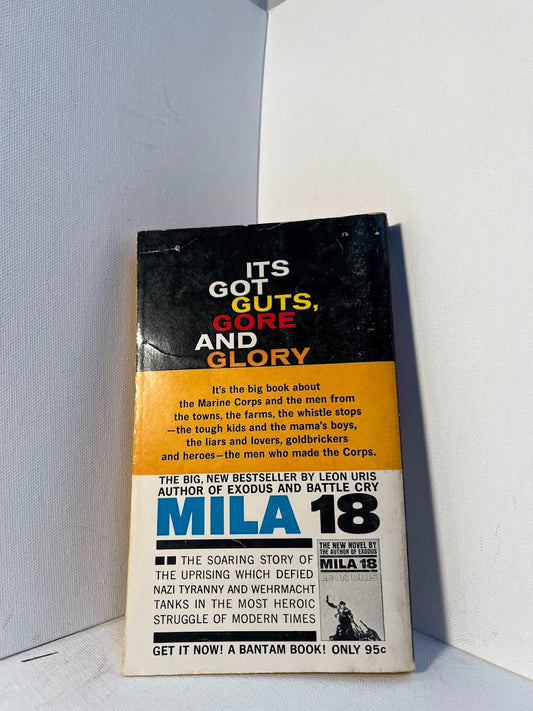 ITS
GOT
GUTS,
GORE
AND
GLORY
It's the big book about
the Marine Corps and the men from
the towns, the farms, the whistle stops
—the tough kids and the mama's boys,
the liars and lovers, goldbrickers
and heroes—the men who made the Corps.
THE BIG, NEW BESTSELLER BY LEON URIS
AUTHOR OF EXODUS AND BATTLE CRY
MILA 18
THE SOARING STORY OF
THE UPRISING WHICH DEFIED
NAZI TYRANNY AND WEHRMACHT
TANKS IN THE MOST HEROIC
STRUGGLE OF MODERN TIMES
THE NEW NOVEL BY
THE AUTHOR OF EXODUS
MILA 18
LEON URIS
GET IT NOW! A BANTAM BOOK! ONLY 95c